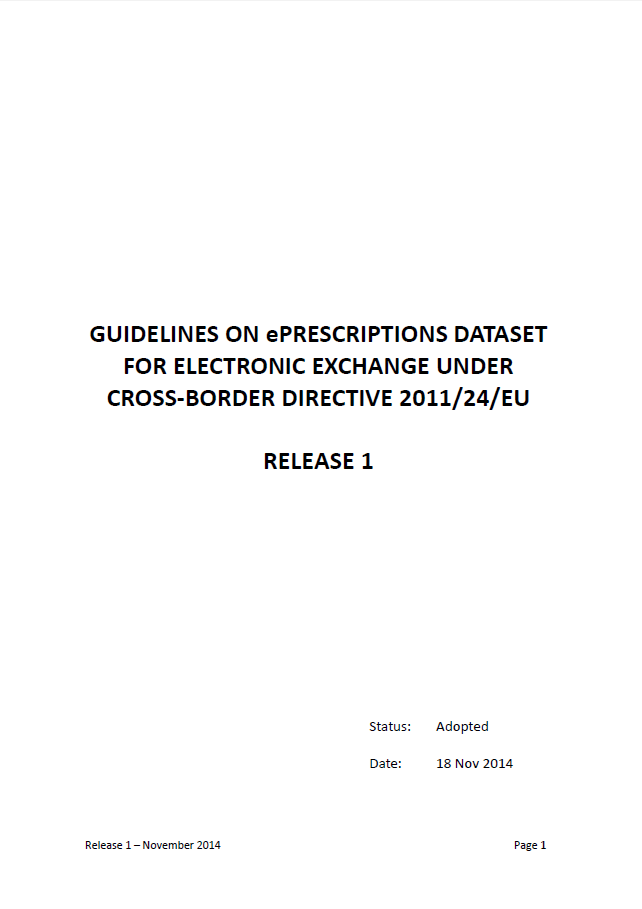 GUIDELINES ON ePRESCRIPTIONS DATASET
FOR ELECTRONIC EXCHANGE UNDER
CROSS-BORDER DIRECTIVE 2011/24/EU
RELEASE 1
Status: Adopted
Date: 18 Nov 2014
Release 1 – November 2014 Page 1